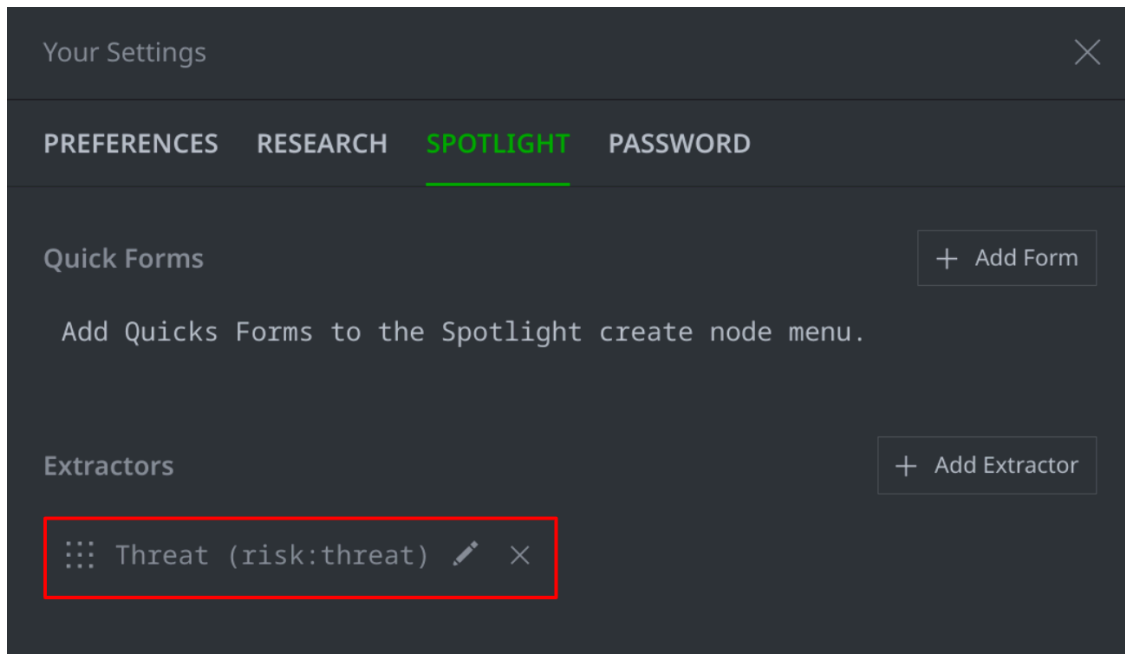 Your Settings
PREFERENCES RESEARCH SPOTLIGHT PASSWORD
Quick Forms
+ Add Form
Add Quicks Forms to the Spotlight create node menu.
Extractors
+ Add Extractor
Threat (risk:threat)